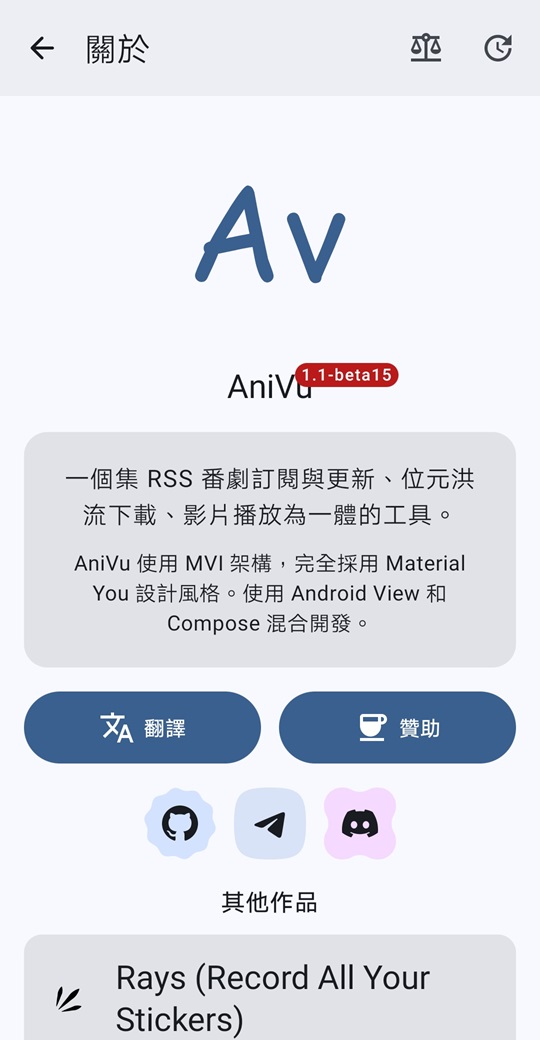 關於
Av
AniVu
1.1-beta15
一個集 RSS 番劇訂閱與更新、位元洪
流下載、影片播放為一體的工具。
AniVu 使用 MVI 架構，完全採用 Material
You 設計風格。使用 Android View 和
Compose 混合開發。
翻譯
贊助
其他作品
Rays (Record All Your
Stickers)